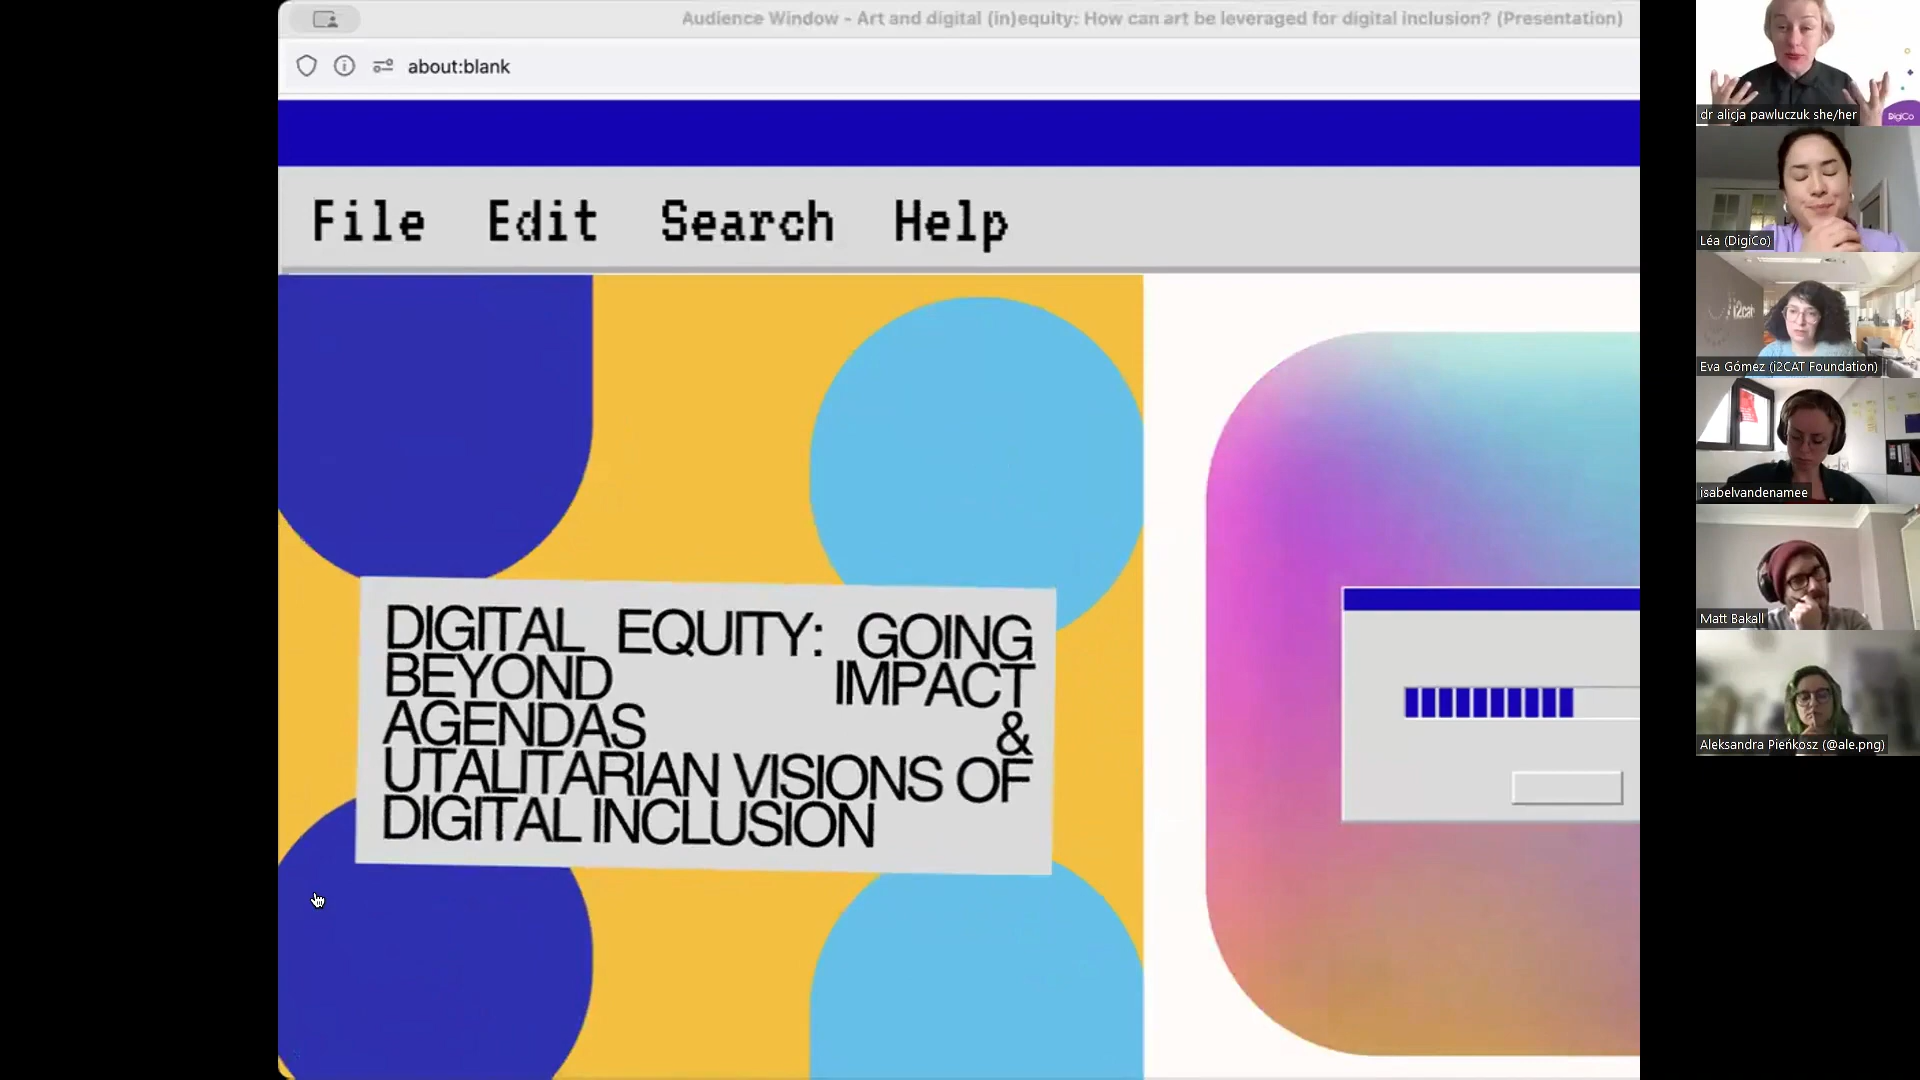 Audience Window - Art and digital (in)equity: How can art be leveraged for digital inclusion? (Presentation)
about:blank
File Edit Search Help
DIGITAL EQUITY: GOING
BEYOND IMPACT
AGENDAS &
UTALITARIAN VISIONS OF
DIGITAL INCLUSION
dr alicja pawluczuk she/her
DigiCo
Léa (DigiCo)
i2cat
Eva Gómez (i2CAT Foundation)
isabelvandenamee
Matt Bakall
Aleksandra Pieńkosz (@ale.png)